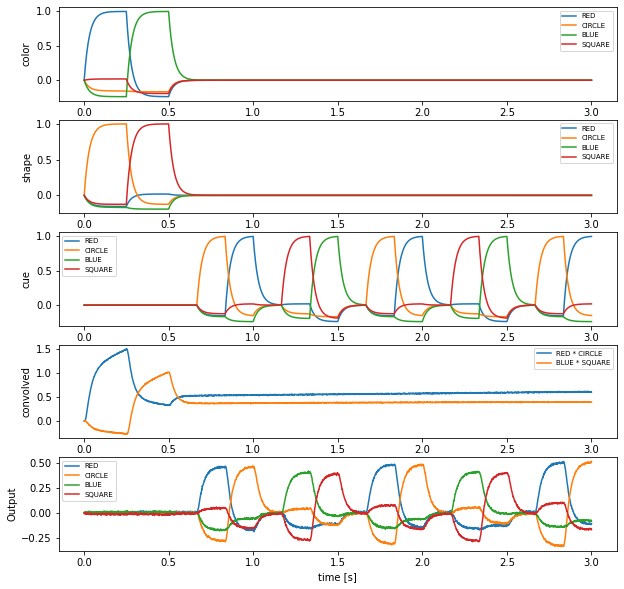 color
1.0
0.5
0.0
RED
CIRCLE
BLUE
SQUARE
0.0 0.5 1.0 1.5 2.0 2.5 3.0
shape
1.0
0.5
0.0
RED
CIRCLE
BLUE
SQUARE
0.0 0.5 1.0 1.5 2.0 2.5 3.0
cue
1.0
0.5
0.0
RED
CIRCLE
BLUE
SQUARE
0.0 0.5 1.0 1.5 2.0 2.5 3.0
convolved
1.5
1.0
0.5
0.0
RED * CIRCLE
BLUE * SQUARE
0.0 0.5 1.0 1.5 2.0 2.5 3.0
Output
0.50
0.25
0.00
−0.25
RED
CIRCLE
BLUE
SQUARE
0.0 0.5 1.0 1.5 2.0 2.5 3.0
time [s]